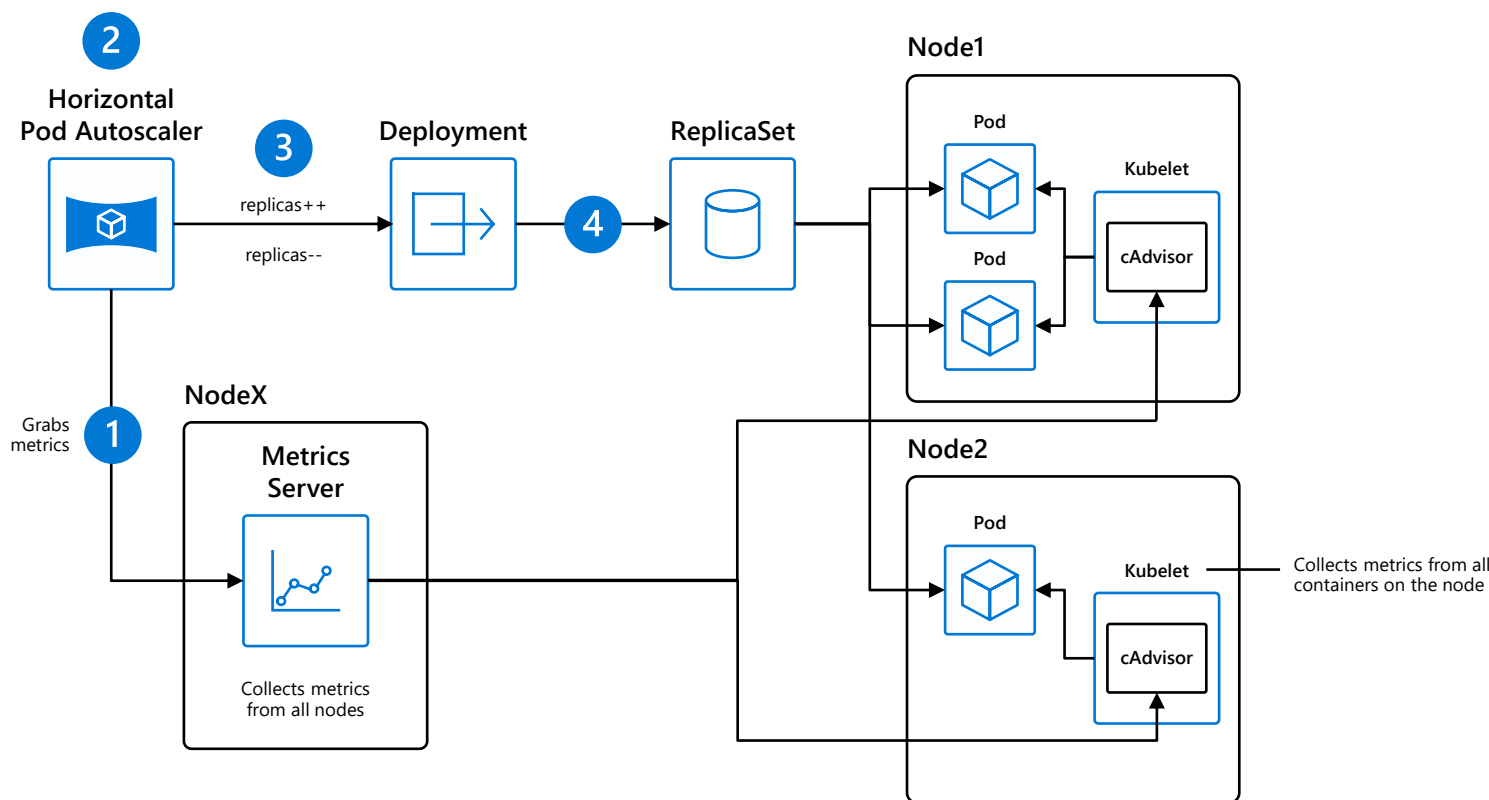 2
Horizontal
Pod Autoscaler
3
replicas++
replicas--
Deployment
4
ReplicaSet
Node1
Pod
Pod
Kubelet
cAdvisor
Grabs
metrics
1
NodeX
Metrics
Server
Collects metrics
from all nodes
Node2
Pod
Kubelet
cAdvisor
Collects metrics from all
containers on the node